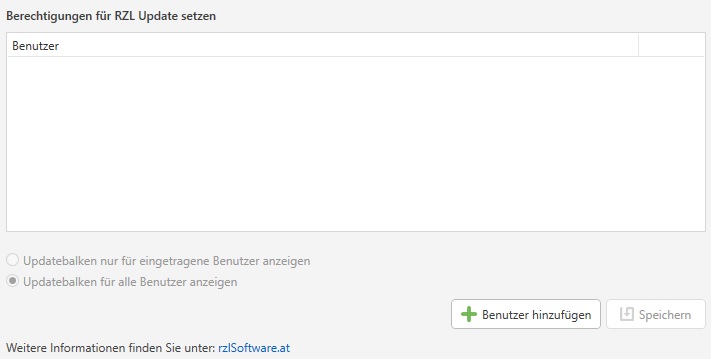 Berechtigungen für RZL Update setzen
Benutzer
Updatebalken nur für eingetragene Benutzer anzeigen
Updatebalken für alle Benutzer anzeigen
Benutzer hinzufügen Speichern
Weitere Informationen finden Sie unter: rzlSoftware.at